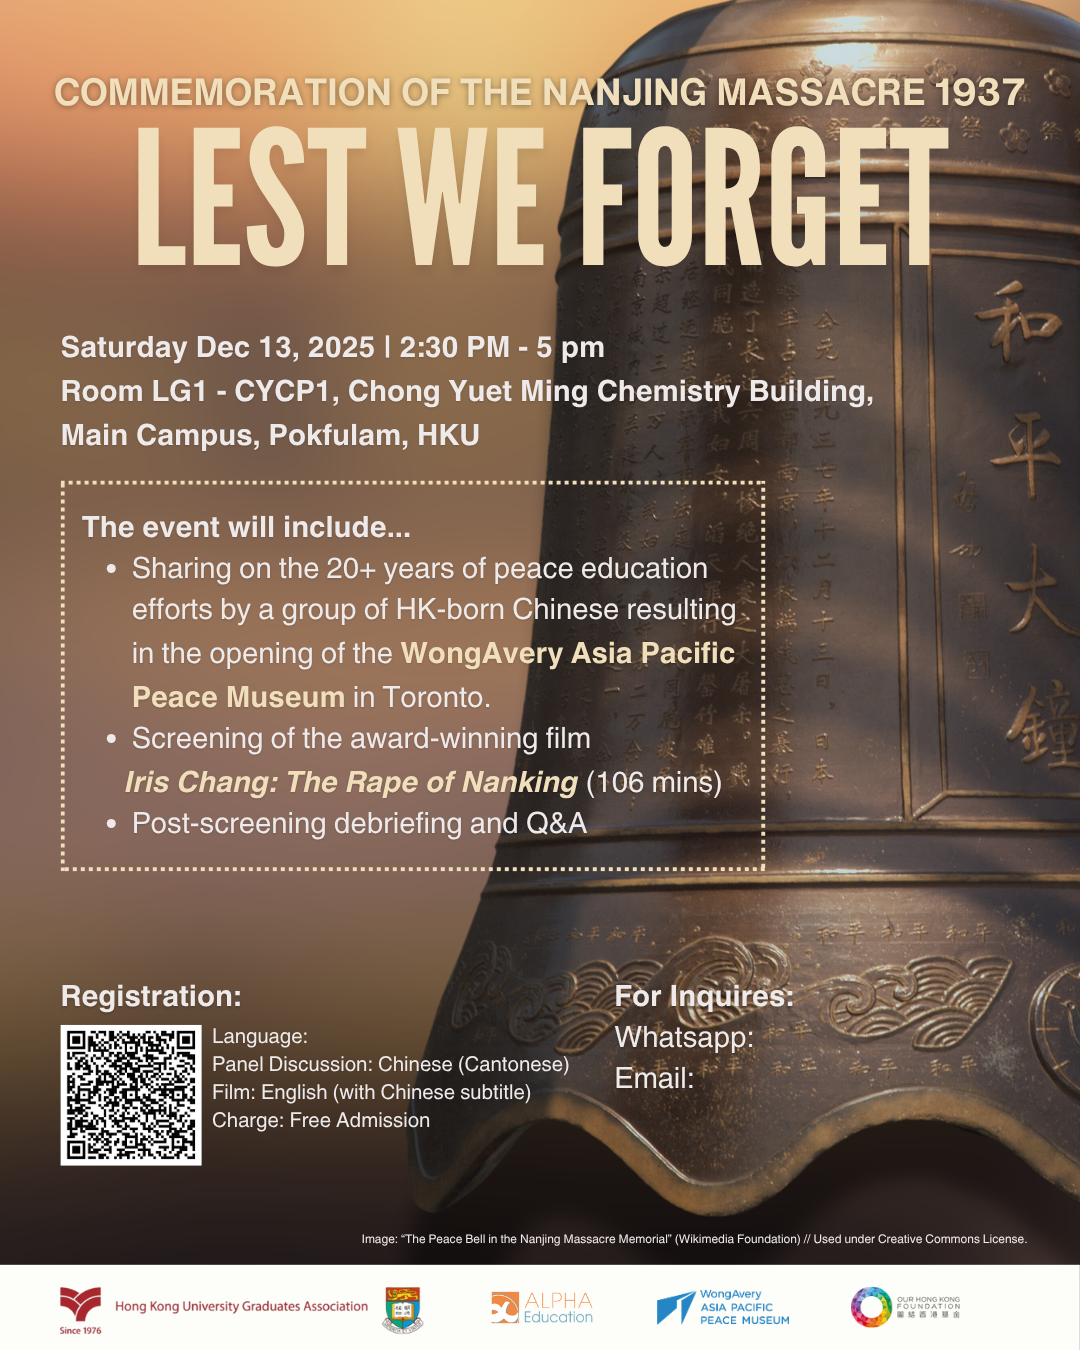 COMMEMORATION OF THE NANJING MASSACRE 1937
LEST WE FORGET
Saturday Dec 13, 2025 | 2:30 PM - 5 pm
Room LG1 - CYCP1, Chong Yuet Ming Chemistry Building,
Main Campus, Pokfulam, HKU
The event will include...
• Sharing on the 20+ years of peace education
efforts by a group of HK-born Chinese resulting
in the opening of the WongAvery Asia Pacific
Peace Museum in Toronto.
• Screening of the award-winning film
Iris Chang: The Rape of Nanking (106 mins)
• Post-screening debriefing and Q&A
和平大鐘
Registration:
Language:
Panel Discussion: Chinese (Cantonese)
Film: English (with Chinese subtitle)
Charge: Free Admission
For Inquires:
Whatsapp:
Email:
Image: “The Peace Bell in the Nanjing Massacre Memorial” (Wikimedia Foundation) // Used under Creative Commons License.
Since 1976
Hong Kong University Graduates Association
ALPHA
Education
WongAvery
ASIA PACIFIC
PEACE MUSEUM
OUR HONG KONG
FOUNDATION
團結香港基金